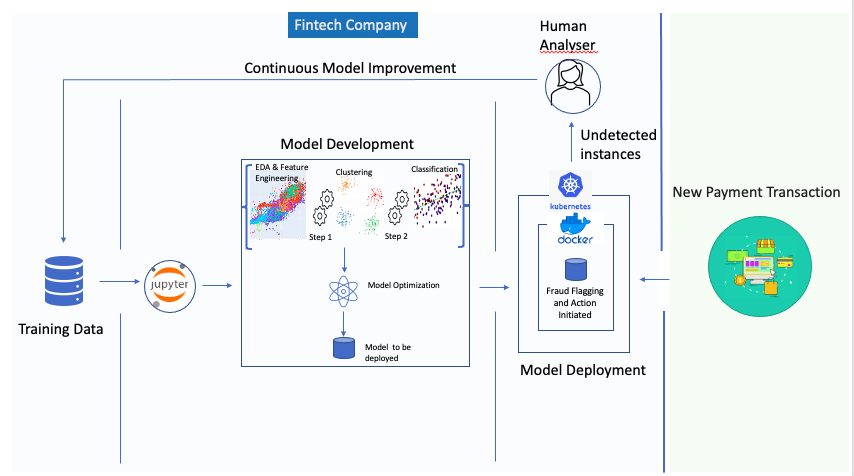 Fintech Company
Human
Analyser
Continuous Model Improvement
Undetected
instances
Model Development
EDA & Feature
Engineering
Clustering
Classification
Step 1
Step 2
kubernetes
docker
New Payment Transaction
jupyter
Model Optimization
Fraud Flagging
and Action
Initiated
Training Data
Model to be
deployed
Model Deployment